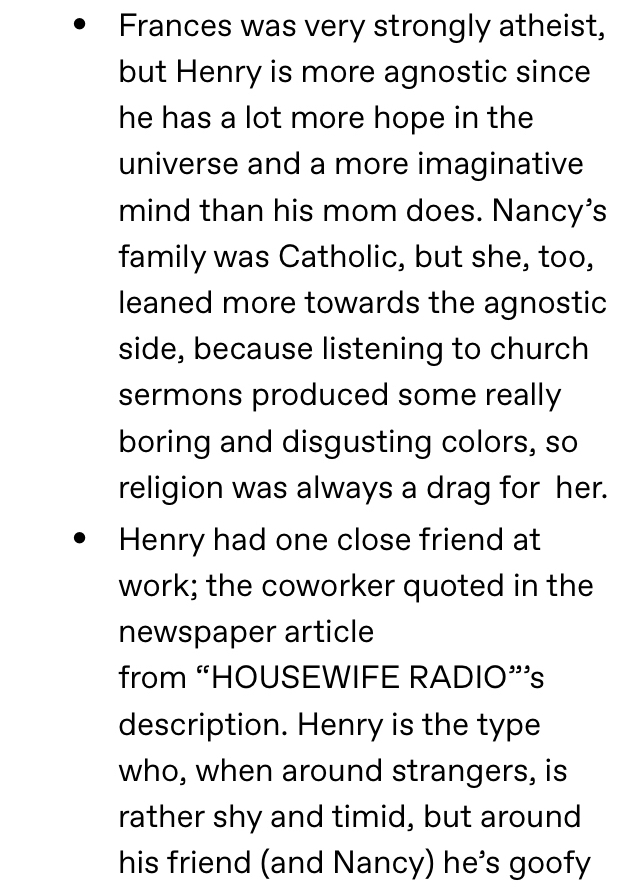 • Frances was very strongly atheist,
but Henry is more agnostic since
he has a lot more hope in the
universe and a more imaginative
mind than his mom does. Nancy’s
family was Catholic, but she, too,
leaned more towards the agnostic
side, because listening to church
sermons produced some really
boring and disgusting colors, so
religion was always a drag for  her.
• Henry had one close friend at
work; the coworker quoted in the
newspaper article
from “HOUSEWIFE RADIO”’s
description. Henry is the type
who, when around strangers, is
rather shy and timid, but around
his friend (and Nancy) he’s goofy